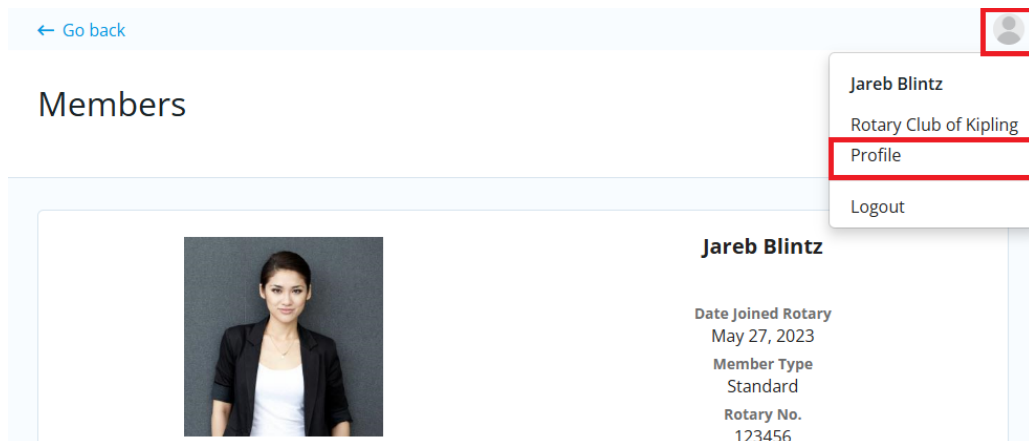 ← Go back
Members
Jareb Blintz
Rotary Club of Kipling
Profile
Logout
Jareb Blintz
Date Joined Rotary
May 27, 2023
Member Type
Standard
Rotary No.
123456